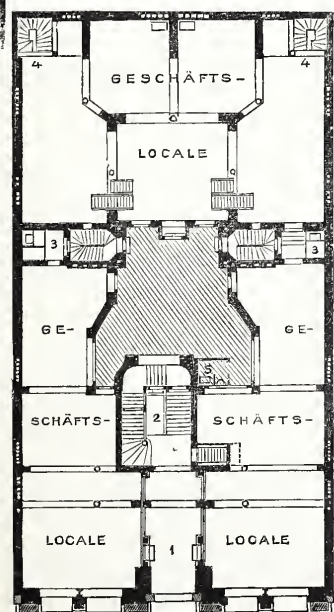 4 4
GESCHÄFTS-
LOCALE
3 3
GE- GE-
5
SCHÄFTS- SCHÄFTS-
2
LOCALE LOCALE
1